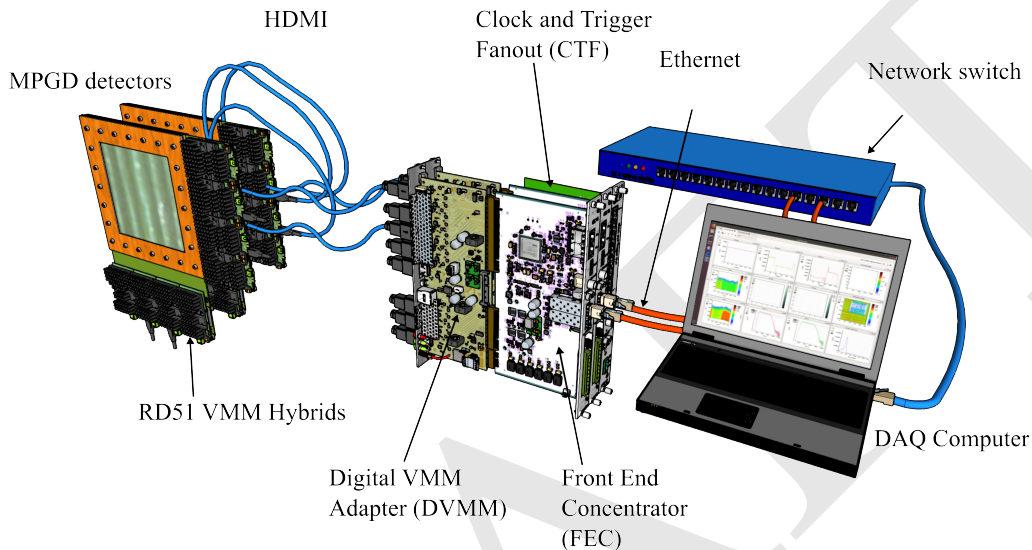 HDMI
Clock and Trigger
Fanout (CTF)
Ethernet
Network switch
MPGD detectors
RD51 VMM Hybrids
DAQ Computer
Digital VMM
Adapter (DVMM)
Front End
Concentrator
(FEC)